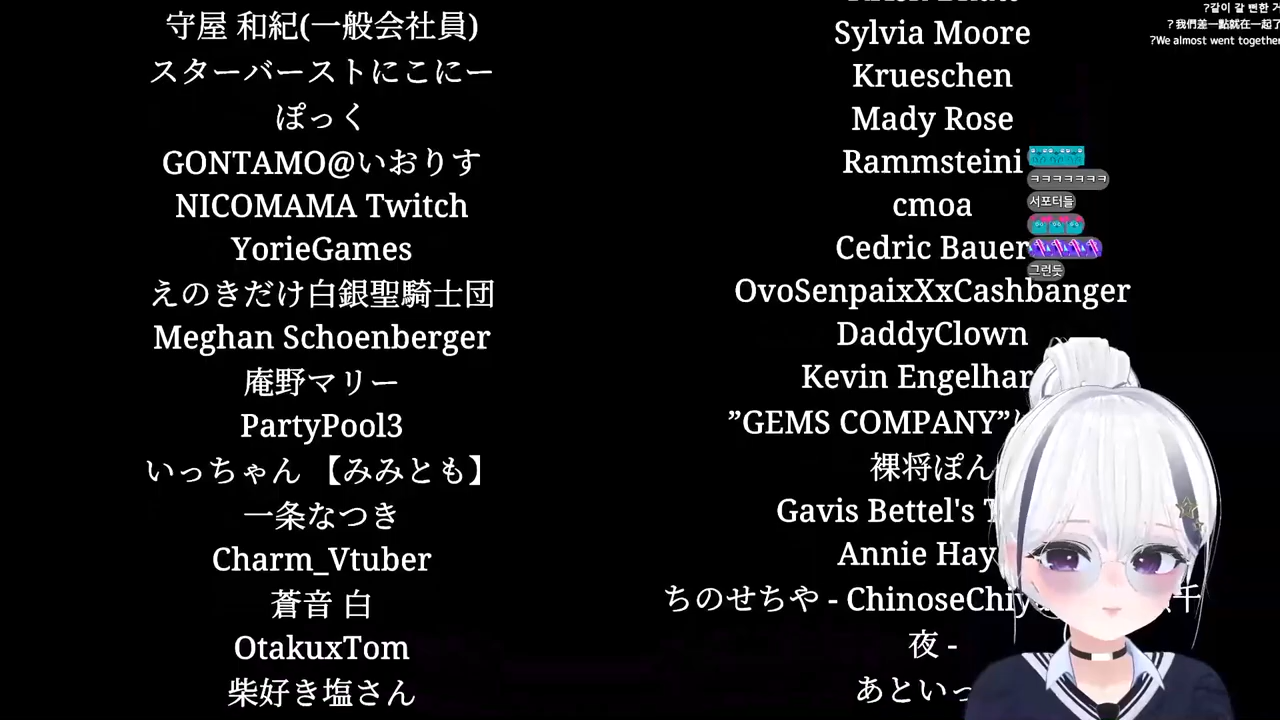 守屋 和紀(一般会社員)
スターバーストにこにー
ぽっく
GONTAMO@いおりす
NICOMAMA Twitch
YorieGames
えのきだけ白銀聖騎士団
Meghan Schoenberger
庵野マリー
PartyPool3
いっちゃん 【みみとも】
一条なつき
Charm_Vtuber
蒼音 白
OtakuxTom
柴好き塩さん
Sylvia Moore
Krueschen
Mady Rose
Rammsteini
cmoa
Cedric Bauer
OvoSenpaixXxCashbanger
DaddyClown
Kevin Engelhar
”GEMS COMPANY”
裸将ぽん
Gavis Bettel's
Annie Hay
ちのせちや - ChinoseChiy 千
夜 -
あといっ
?같이 갈 뻔한
?我們差一點就在一起了
?We almost went together
ㅋㅋㅋㅋㅋㅋㅋ
서포터들
그런듯